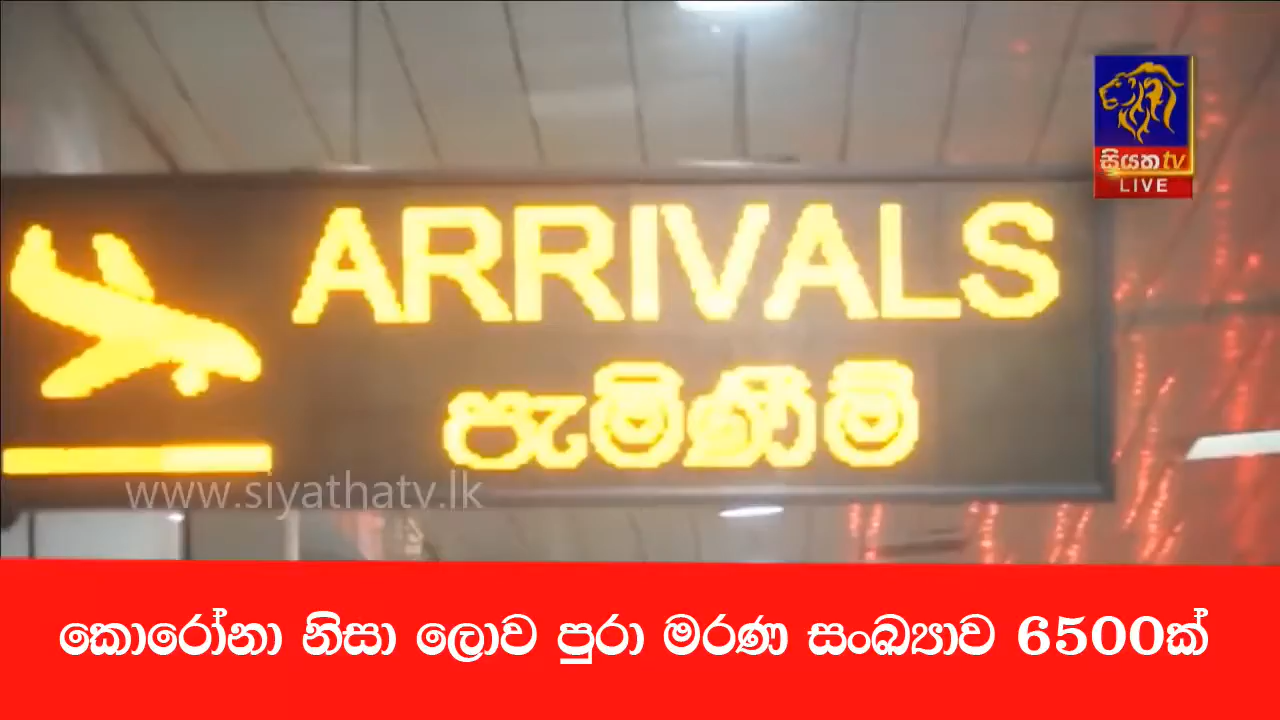 සියත tv
LIVE
ARRIVALS
පැමිණීම්
www.siyathatv.lk
කොරෝනා නිසා ලොව පුරා මරණ සංඛ්‍යාව 6500ක්